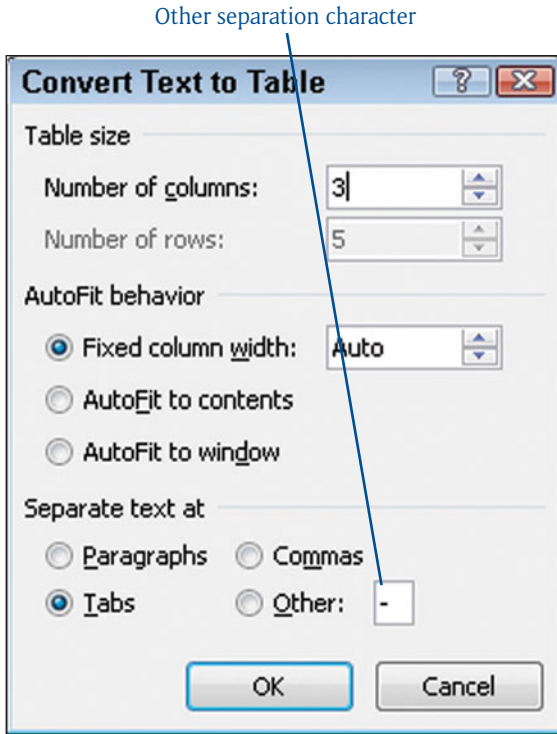 Other separation character
Convert Text to Table
?
Table size
Number of columns: 3
Number of rows: 5
AutoFit behavior
Fixed column width: Auto
AutoFit to contents
AutoFit to window
Separate text at
Paragraphs Commas
Tabs Other: -
OK Cancel